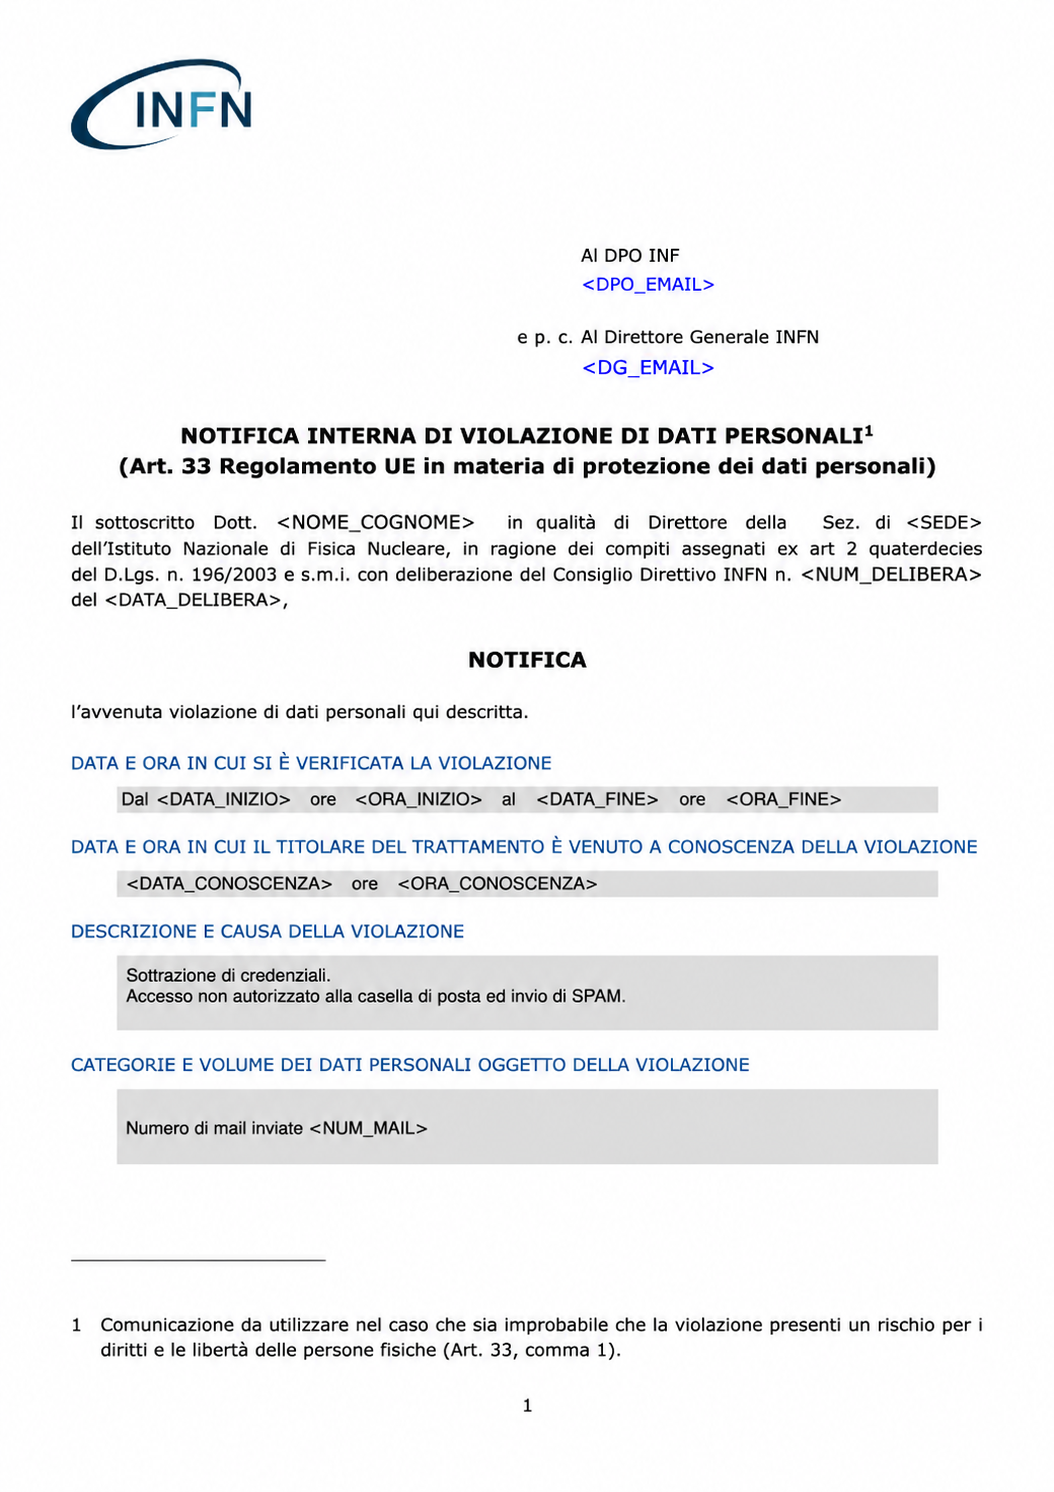 INFN
Al DPO INF
<DPO_EMAIL>
e p. c. Al Direttore Generale INFN
<DG_EMAIL>
NOTIFICA INTERNA DI VIOLAZIONE DI DATI PERSONALI1
(Art. 33 Regolamento UE in materia di protezione dei dati personali)
Il sottoscritto Dott. <NOME_COGNOME> in qualità di Direttore della Sez. di <SEDE>
dell’Istituto Nazionale di Fisica Nucleare, in ragione dei compiti assegnati ex art 2 quaterdecies
del D.Lgs. n. 196/2003 e s.m.i. con deliberazione del Consiglio Direttivo INFN n. <NUM_DELIBERA>
del <DATA_DELIBERA>,
NOTIFICA
l’avvenuta violazione di dati personali qui descritta.
DATA E ORA IN CUI SI È VERIFICATA LA VIOLAZIONE
Dal <DATA_INIZIO> ore <ORA_INIZIO> al <DATA_FINE> ore <ORA_FINE>
DATA E ORA IN CUI IL TITOLARE DEL TRATTAMENTO È VENUTO A CONOSCENZA DELLA VIOLAZIONE
<DATA_CONOSCENZA> ore <ORA_CONOSCENZA>
DESCRIZIONE E CAUSA DELLA VIOLAZIONE
Sottrazione di credenziali.
Accesso non autorizzato alla casella di posta ed invio di SPAM.
CATEGORIE E VOLUME DEI DATI PERSONALI OGGETTO DELLA VIOLAZIONE
Numero di mail inviate <NUM_MAIL>
1 Comunicazione da utilizzare nel caso che sia improbabile che la violazione presenti un rischio per i
diritti e le libertà delle persone fisiche (Art. 33, comma 1).
1